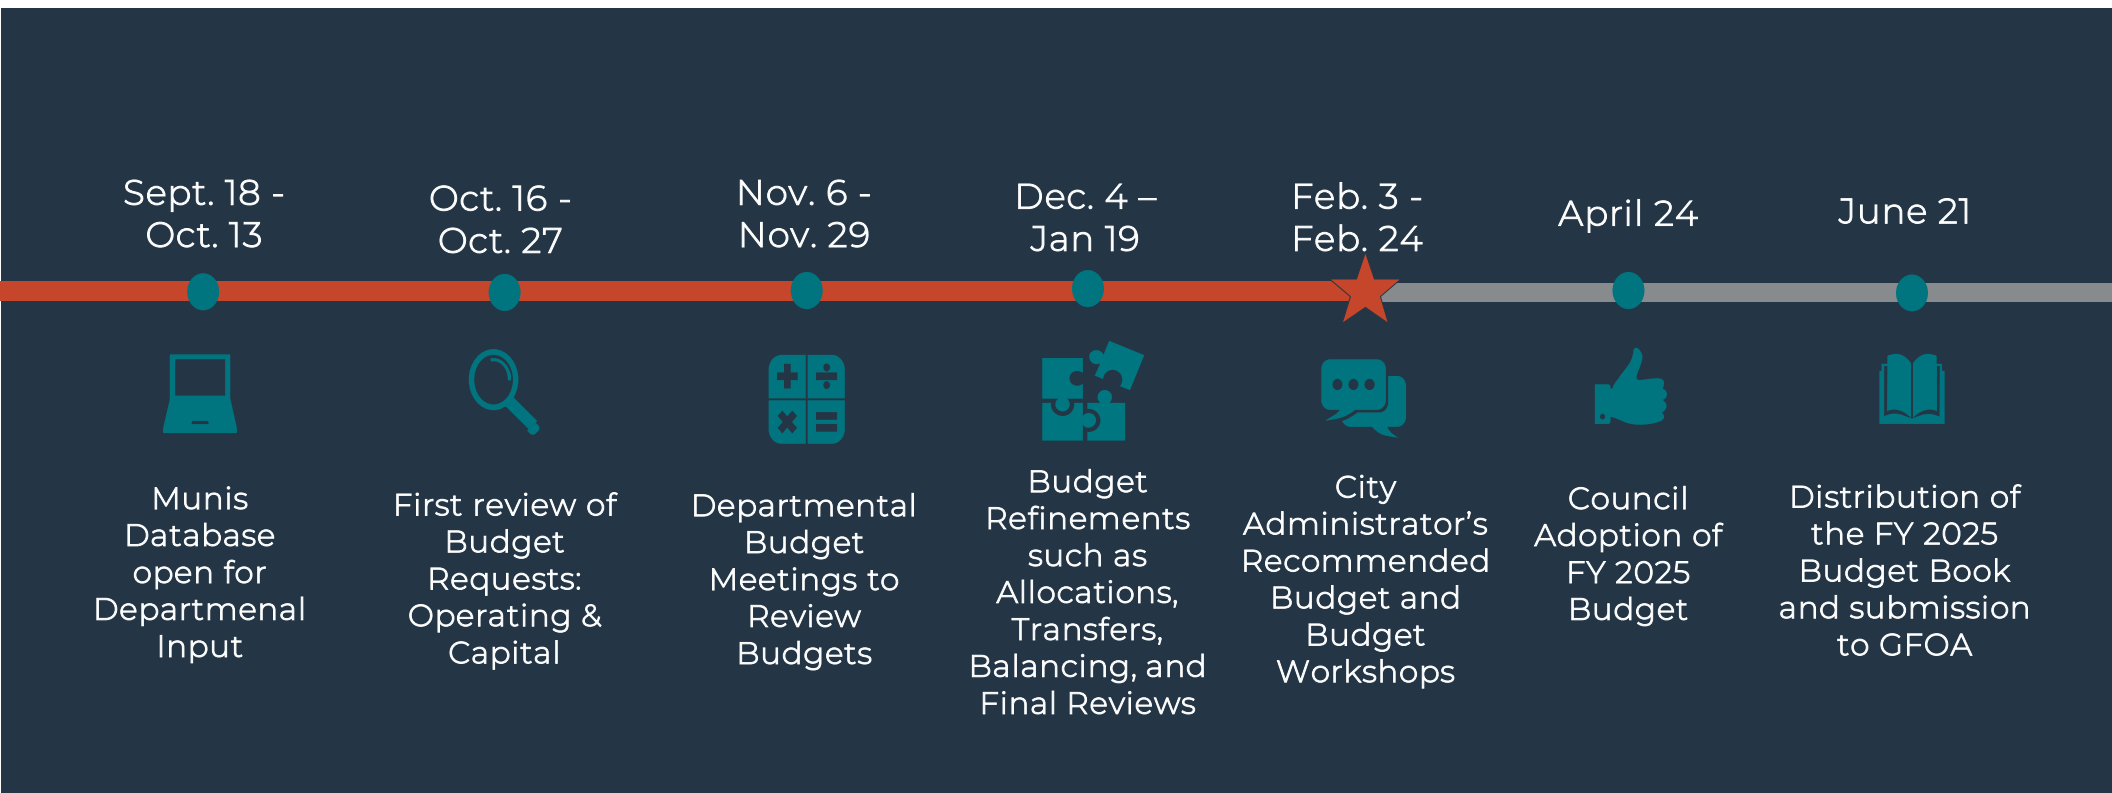 Sept. 18 -
Oct. 13
Munis
Database
open for
Departmenal
Input
Oct. 16 -
Oct. 27
First review of
Budget
Requests:
Operating &
Capital
Nov. 6 -
Nov. 29
Departmental
Budget
Meetings to
Review
Budgets
Dec. 4 –
Jan 19
Budget
Refinements
such as
Allocations,
Transfers,
Balancing, and
Final Reviews
Feb. 3 -
Feb. 24
City
Administrator’s
Recommended
Budget and
Budget
Workshops
April 24
Council
Adoption of
FY 2025
Budget
June 21
Distribution of
the FY 2025
Budget Book
and submission
to GFOA